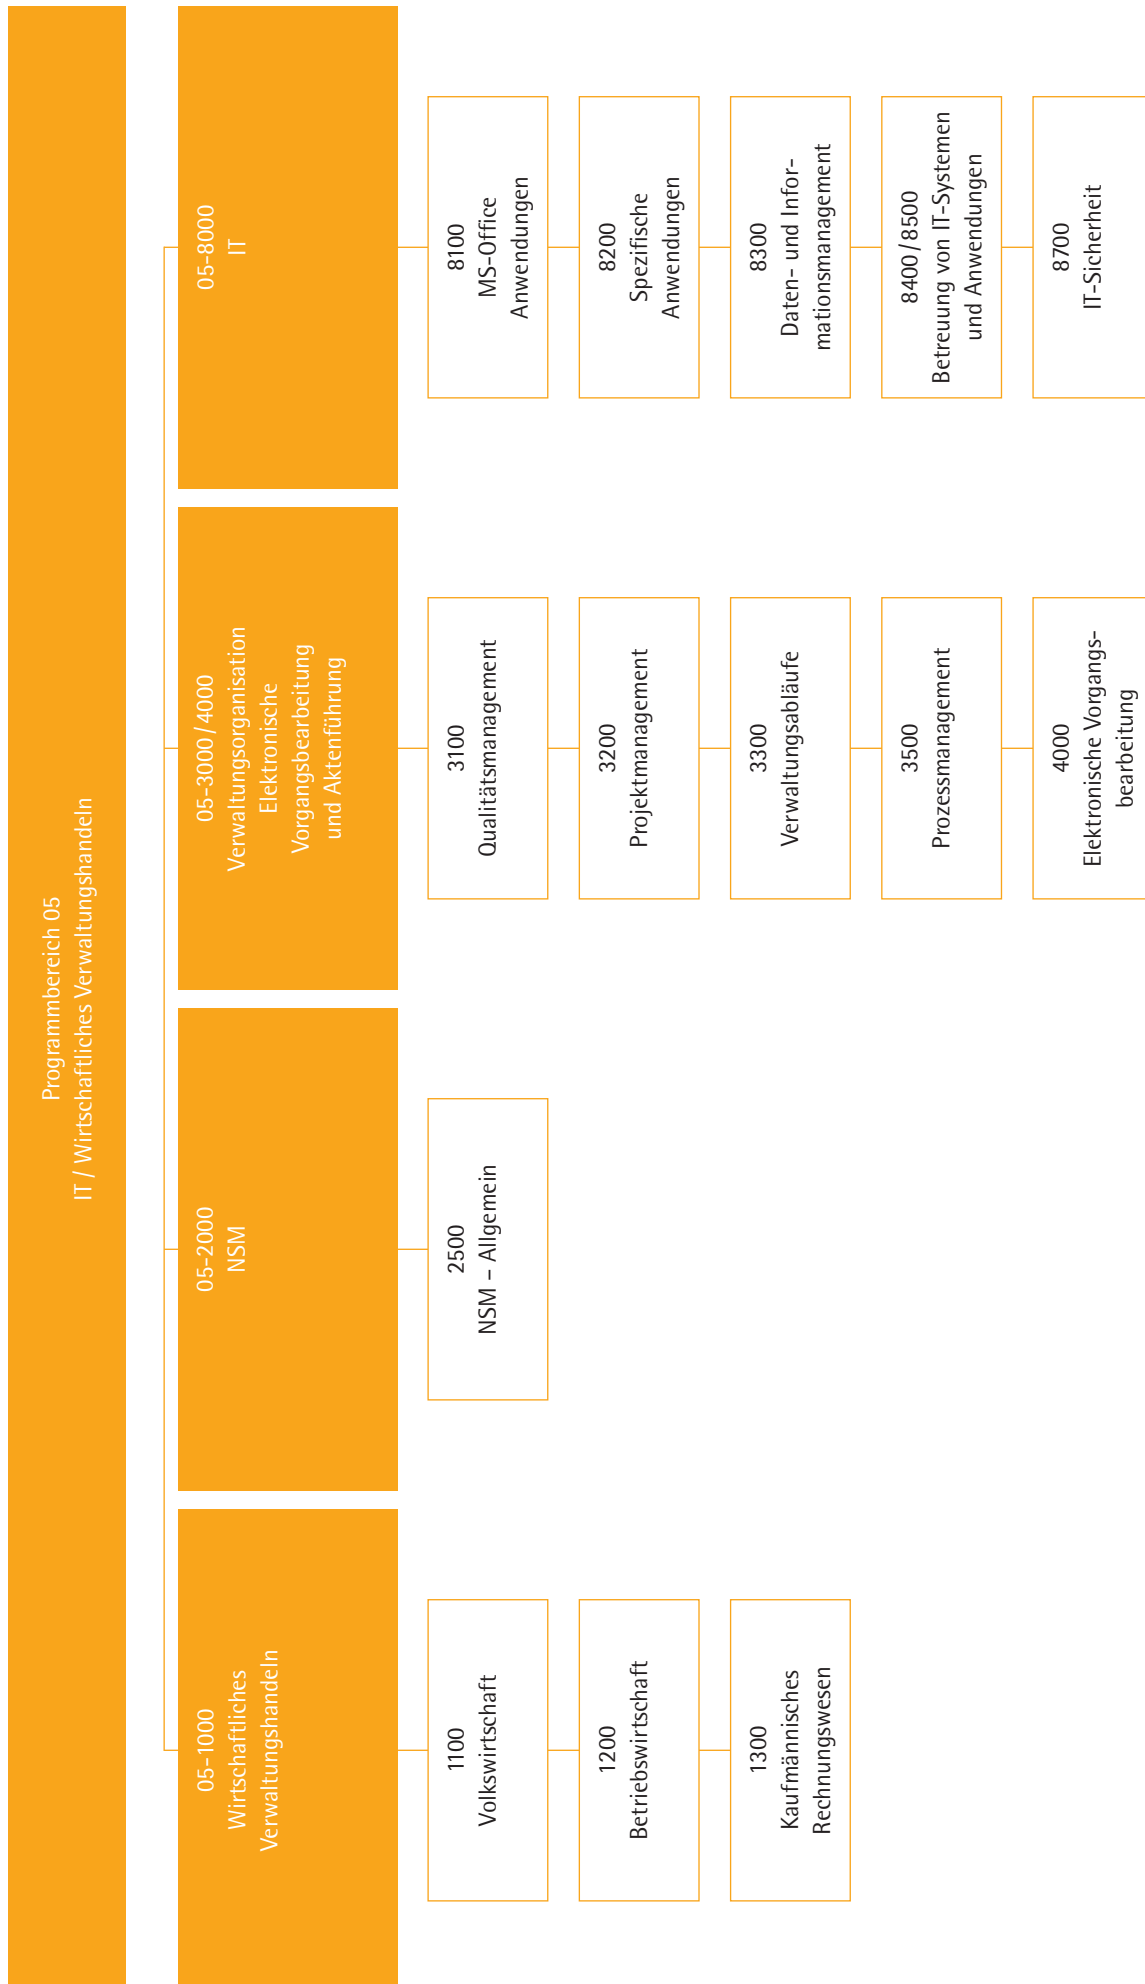 Programmbereich 05
IT / Wirtschaftliches Verwaltungshandeln
05-1000
Wirtschaftliches
Verwaltungshandeln
1100
Volkswirtschaft
1200
Betriebswirtschaft
1300
Kaufmännisches
Rechnungswesen
05-2000
NSM
2500
NSM – Allgemein
05-3000/4000
Verwaltungsorganisation
Elektronische
Vorgangsbearbeitung
und Aktenführung
3100
Qualitätsmanagement
3200
Projektmanagement
3300
Verwaltungsabläufe
3500
Prozessmanagement
4000
Elektronische Vorgangs-
bearbeitung
05-8000
IT
8100
MS-Office
Anwendungen
8200
Spezifische
Anwendungen
8300
Daten- und Infor-
mationsmanagement
8400/8500
Betreuung von IT-Systemen
und Anwendungen
8700
IT-Sicherheit